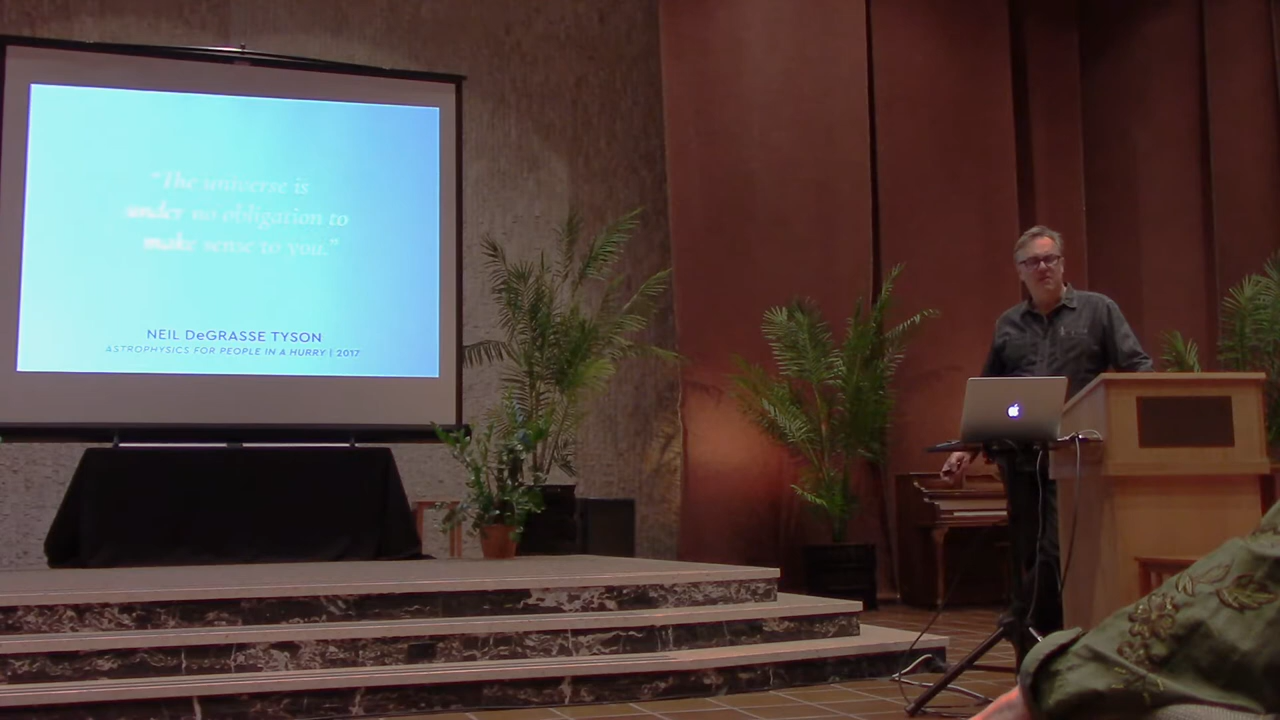 "The universe is
under no obligation to
make sense to you."
NEIL DeGRASSE TYSON
ASTROPHYSICS FOR PEOPLE IN A HURRY | 2017